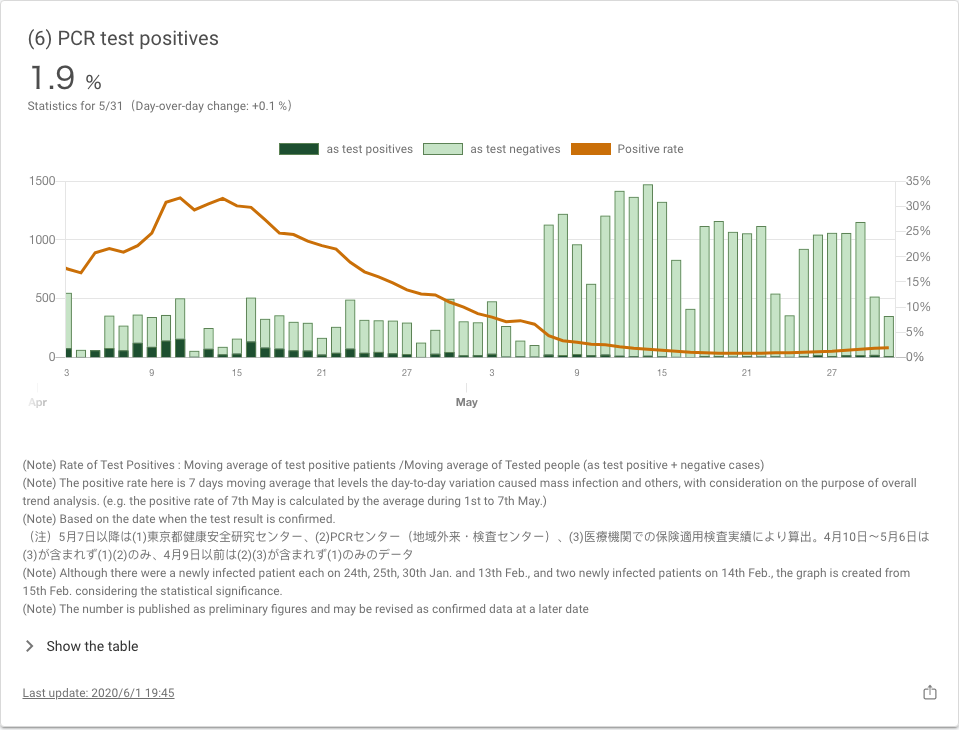 (6) PCR test positives
1.9 %
Statistics for 5/31（Day-over-day change: +0.1 %）
as test positives as test negatives Positive rate
1500 35%
30%
1000 25%
20%
15%
500 10%
5%
0 0%
3 9 15 21 27 3 9 15 21 27
Apr May
(Note) Rate of Test Positives : Moving average of test positive patients /Moving average of Tested people (as test positive + negative cases)
(Note) The positive rate here is 7 days moving average that levels the day-to-day variation caused mass infection and others, with consideration on the purpose of overall
trend analysis. (e.g. the positive rate of 7th May is calculated by the average during 1st to 7th May.)
(Note) Based on the date when the test result is confirmed.
（注）5月7日以降は(1)東京都健康安全研究センター、(2)PCRセンター（地域外来・検査センター）、(3)医療機関での保険適用検査実績により算出。4月10日～5月6日は
(3)が含まれず(1)(2)のみ、4月9日以前は(2)(3)が含まれず(1)のみのデータ
(Note) Although there were a newly infected patient each on 24th, 25th, 30th Jan. and 13th Feb., and two newly infected patients on 14th Feb., the graph is created from
15th Feb. considering the statistical significance.
(Note) The number is published as preliminary figures and may be revised as confirmed data at a later date
Show the table
Last update: 2020/6/1 19:45